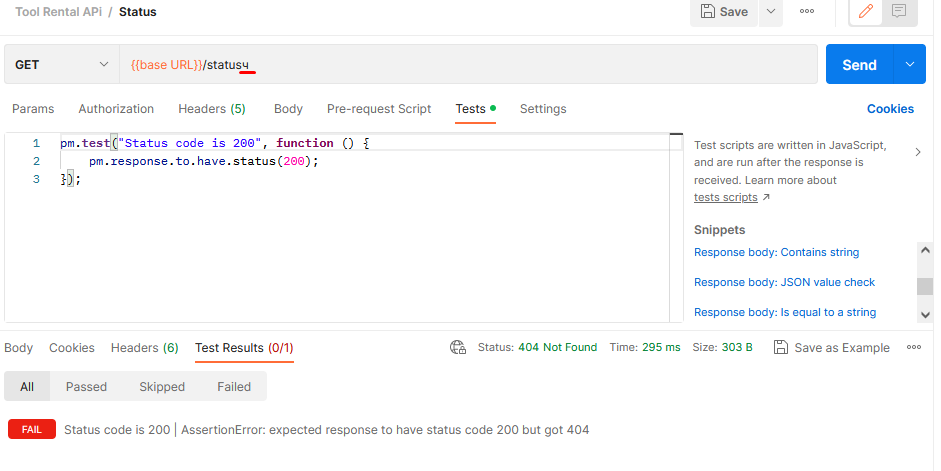 Tool Rental APi / Status
Save
GET
{{base URL}}/statusч
Send
Params Authorization Headers (5) Body Pre-request Script Tests Settings
Cookies
1 pm.test("Status code is 200", function () {
2 pm.response.to.have.status(200);
3 });
Test scripts are written in JavaScript,
and are run after the response is
received. Learn more about
tests scripts ↗
Snippets
Response body: Contains string
Response body: JSON value check
Response body: Is equal to a string
Body Cookies Headers (6) Test Results (0/1)
Status: 404 Not Found Time: 295 ms Size: 303 B
Save as Example
All Passed Skipped Failed
FAIL Status code is 200 | AssertionError: expected response to have status code 200 but got 404